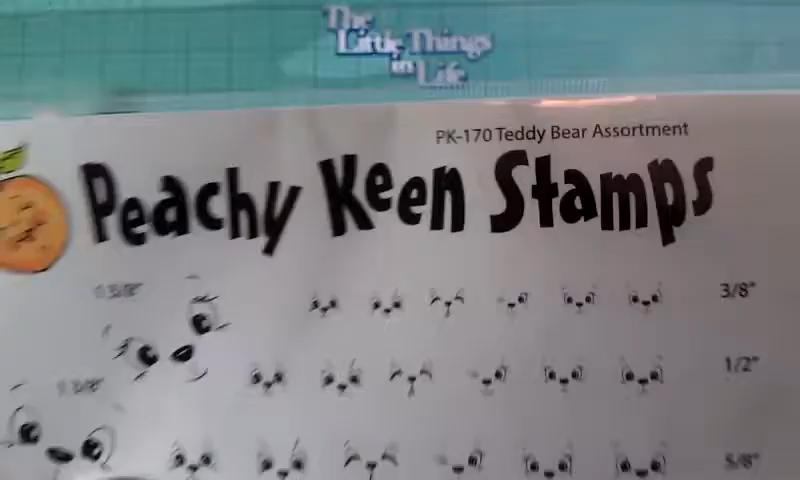 The
Little Things
in Life
PK-170 Teddy Bear Assortment
Peachy Keen Stamps
3/8"
1/2"
5/8"